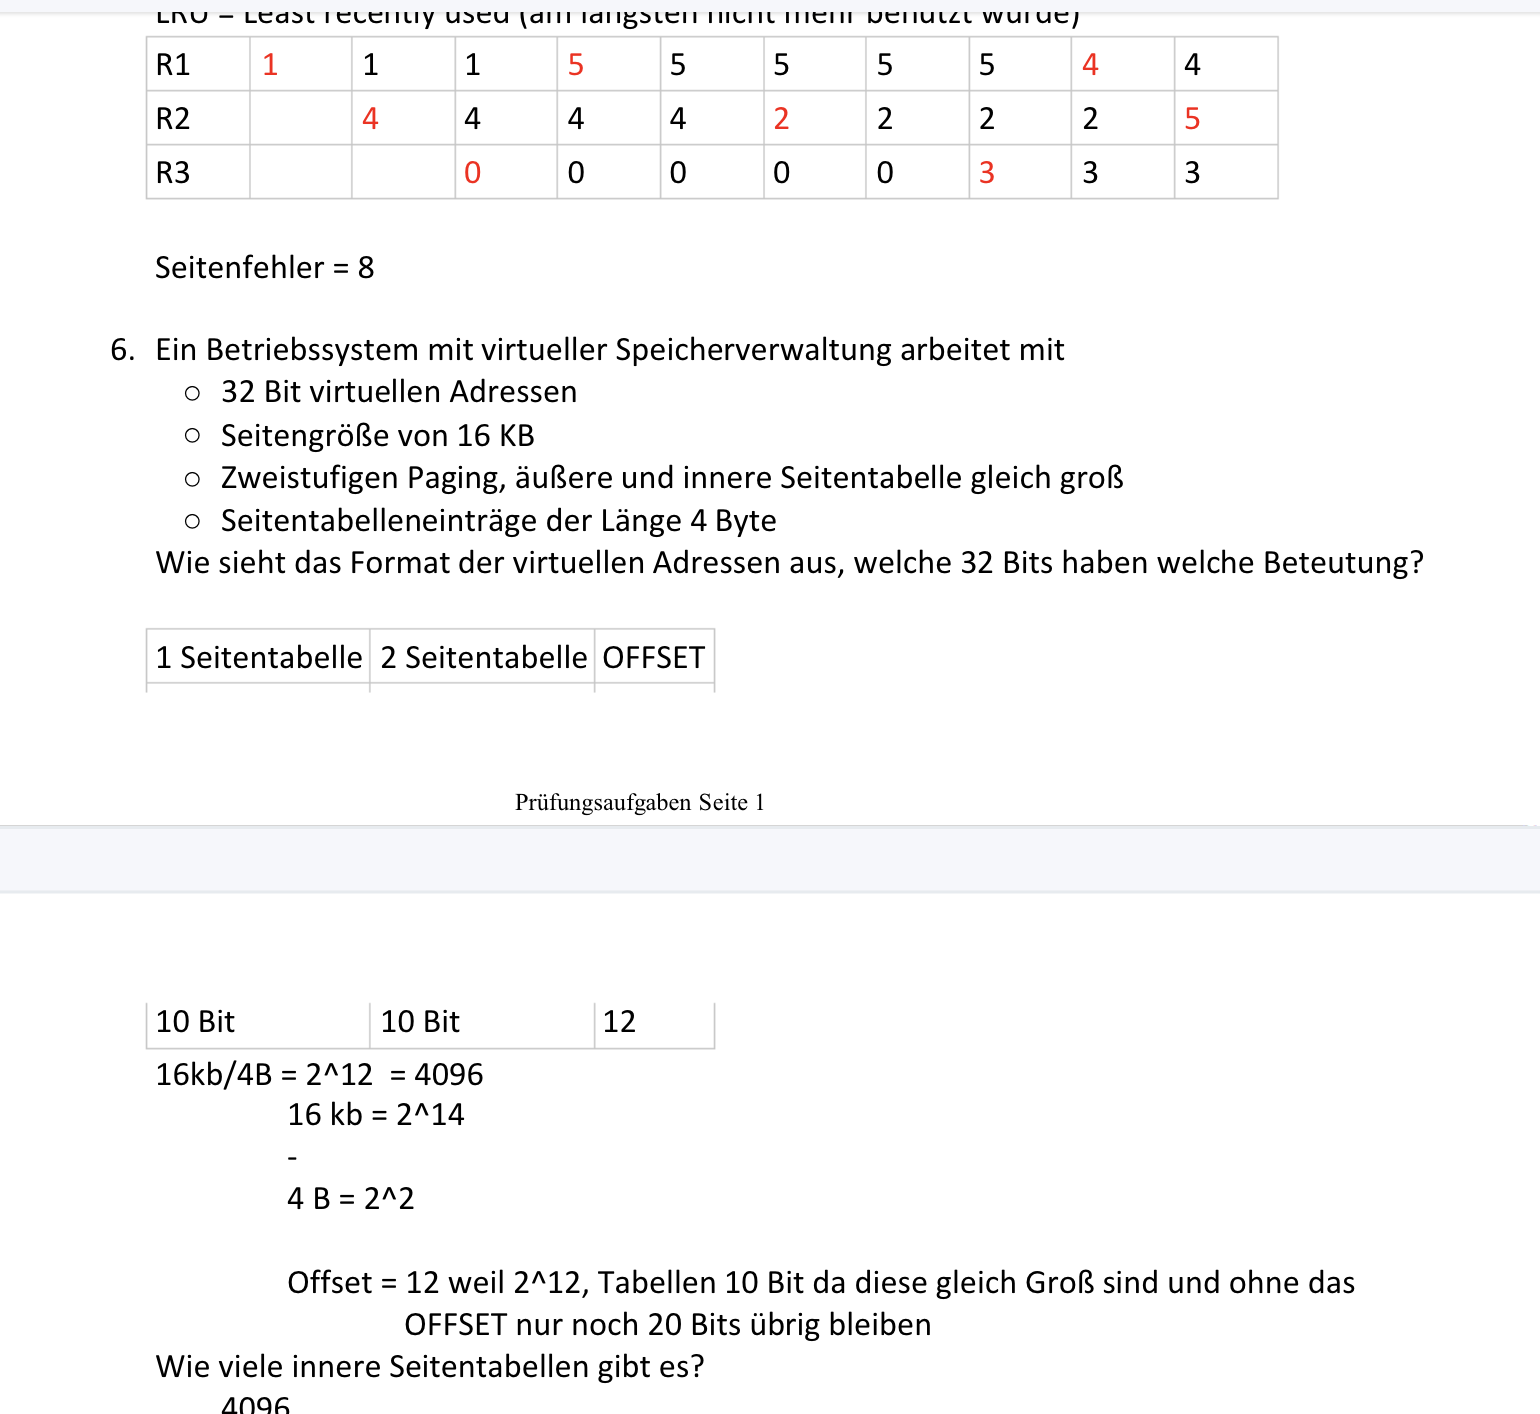 LRU = Least recently used (am längsten nicht mehr benutzt wurde)
R1 1 1 1 5 5 5 5 5 4 4
R2 4 4 4 4 2 2 2 2 5
R3 0 0 0 0 0 3 3 3
Seitenfehler = 8
6. Ein Betriebssystem mit virtueller Speicherverwaltung arbeitet mit
○ 32 Bit virtuellen Adressen
○ Seitengröße von 16 KB
○ Zweistufigen Paging, äußere und innere Seitentabelle gleich groß
○ Seitentabelleneinträge der Länge 4 Byte
Wie sieht das Format der virtuellen Adressen aus, welche 32 Bits haben welche Beteutung?
1 Seitentabelle 2 Seitentabelle OFFSET
Prüfungsaufgaben Seite 1
10 Bit 10 Bit 12
16kb/4B = 2^12 = 4096
16 kb = 2^14
-
4 B = 2^2
Offset = 12 weil 2^12, Tabellen 10 Bit da diese gleich Groß sind und ohne das
OFFSET nur noch 20 Bits übrig bleiben
Wie viele innere Seitentabellen gibt es?
4096